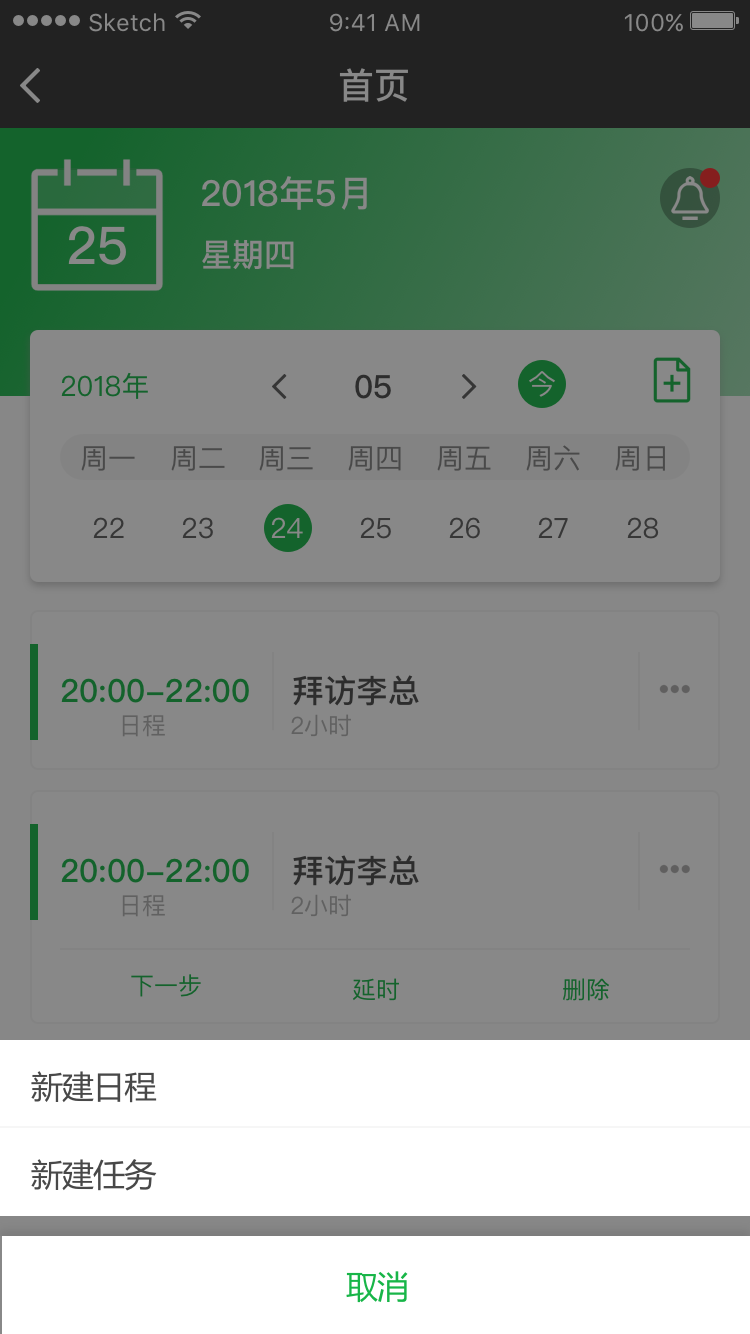 Sketch 9:41 AM 100%
首页
25
2018年5月
星期四
2018年 05 今
周一 周二 周三 周四 周五 周六 周日
22 23 24 25 26 27 28
20:00-22:00 拜访李总
日程 2小时
20:00-22:00 拜访李总
日程 2小时
下一步 延时 删除
新建日程
新建任务
取消